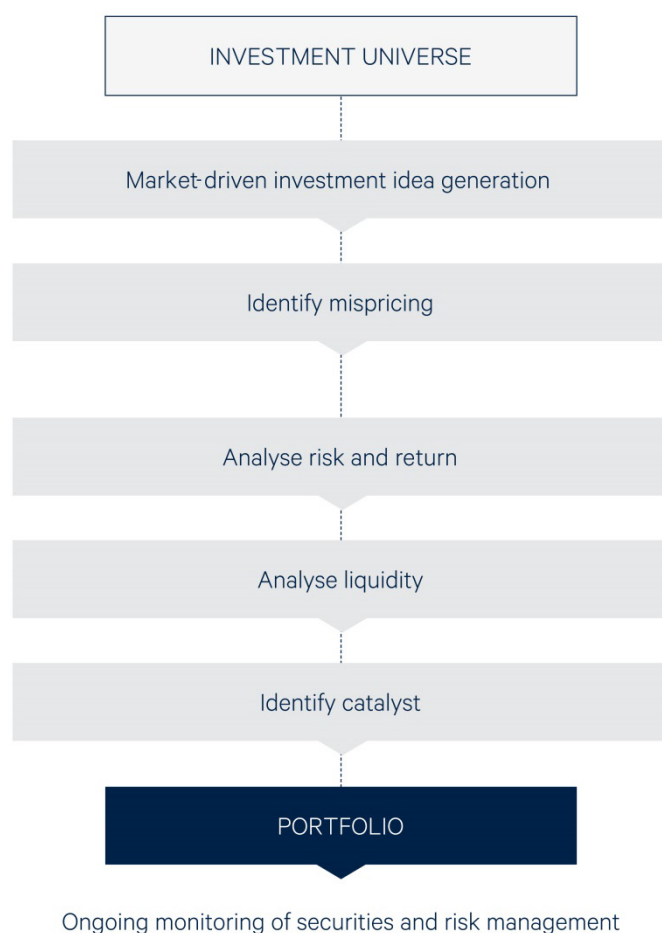 INVESTMENT UNIVERSE
Market-driven investment idea generation
Identify mispricing
Analyse risk and return
Analyse liquidity
Identify catalyst
PORTFOLIO
Ongoing monitoring of securities and risk management